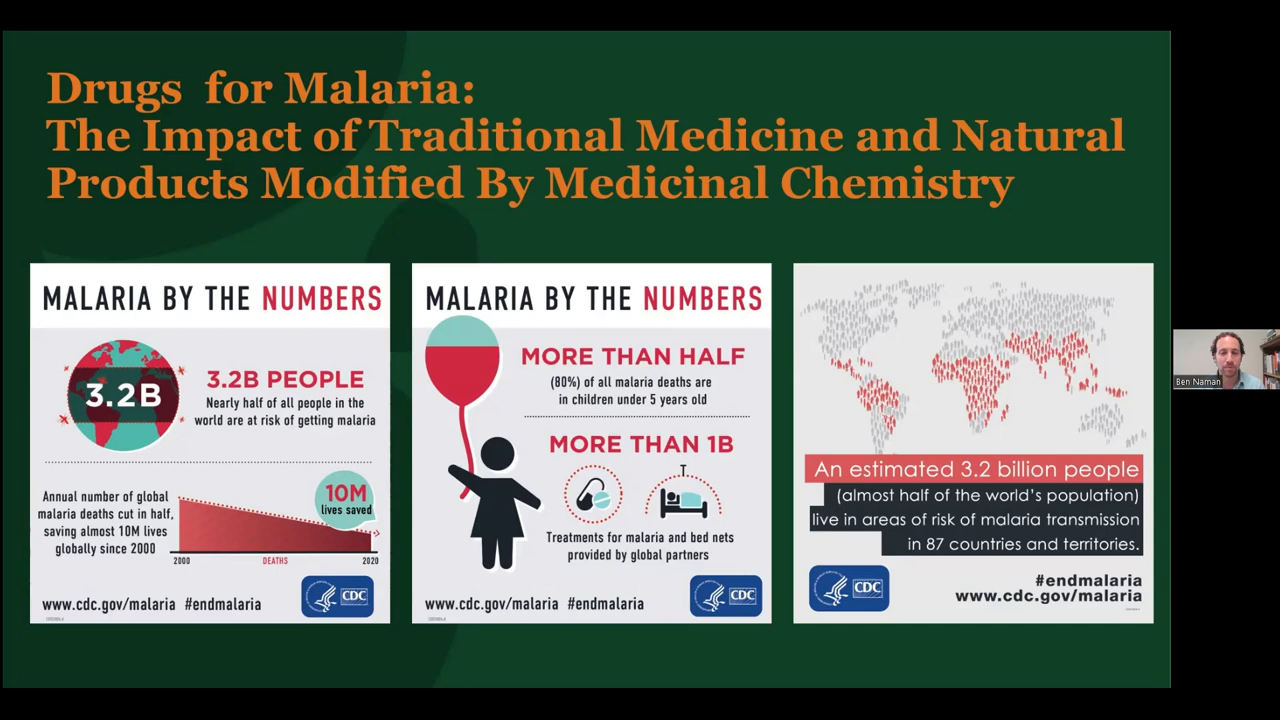 Drugs  for Malaria:
The Impact of Traditional Medicine and Natural
Products Modified By Medicinal Chemistry
MALARIA BY THE NUMBERS
3.2B
3.2B PEOPLE
Nearly half of all people in the
world are at risk of getting malaria
Annual number of global
malaria deaths cut in half,
saving almost 10M lives
globally since 2000
10M
lives saved
2000
DEATHS
2020
CDC
www.cdc.gov/malaria #endmalaria
MALARIA BY THE NUMBERS
MORE THAN HALF
(80%) of all malaria deaths are
in children under 5 years old
MORE THAN 1B
Treatments for malaria and bed nets
provided by global partners
CDC
www.cdc.gov/malaria #endmalaria
An estimated 3.2 billion people
(almost half of the world's population)
live in areas of risk of malaria transmission
in 87 countries and territories.
CDC
#endmalaria
www.cdc.gov/malaria
Ben Naman